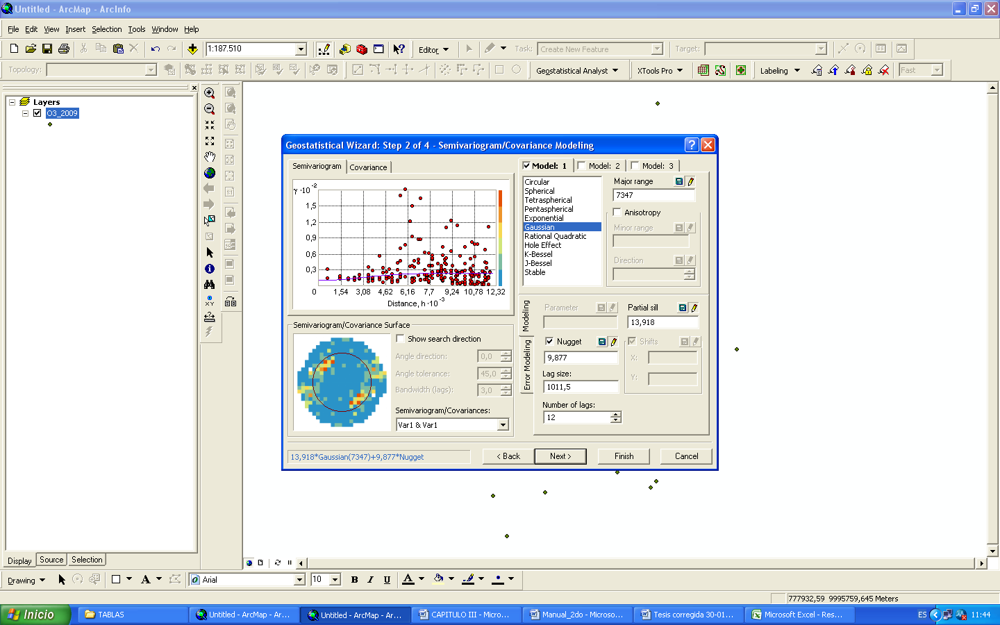 Untitled - ArcMap - ArcInfo
File Edit View Insert Selection Tools Window Help
1:187.510 Editor Task: Create New Feature Target:
Topology: Geostatistical Analyst XTools Pro Labeling Fast
Layers
O3_2009
Geostatistical Wizard: Step 2 of 4 - Semivariogram/Covariance Modeling
Semivariogram Covariance
γ ·10 -2
1,5
1,2
0,9
0,6
0,3
0 1,54 3,08 4,62 6,16 7,7 9,24 10,78 12,32
Distance, h ·10 -3
Semivariogram/Covariance Surface
Show search direction
Angle direction: 0,0
Angle tolerance: 45,0
Bandwidth (lags): 3,0
Semivariogram/Covariances:
Var1 & Var1
Model: 1 Model: 2 Model: 3
Circular
Spherical
Tetraspherical
Pentaspherical
Exponential
Gaussian
Rational Quadratic
Hole Effect
K-Bessel
J-Bessel
Stable
Major range
7347
Anisotropy
Minor range
Direction
Modeling
Error Modeling
Parameter
Partial sill
13,918
Nugget
9,877
Shifts
X:
Y:
Lag size:
1011,5
Number of lags:
12
13,918*Gaussian(7347)+9,877*Nugget
< Back Next > Finish Cancel
Display Source Selection
Drawing A Arial 10 B I U A
777932,59 9995759,645 Meters
Inicio TABLAS Untitled - ArcMap - Ar... Untitled - ArcMap - Ar... CAPITULO III - Micro... Manual_2do - Microso... Tesis corregida 30-01... Microsoft Excel - Res... ES 11:44